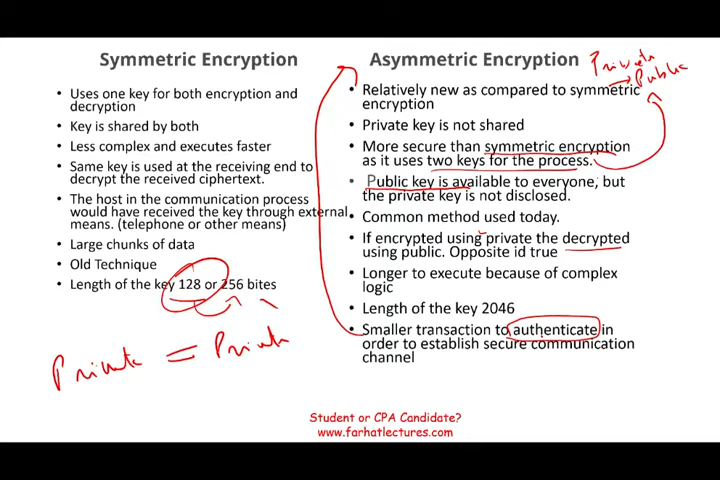 Symmetric Encryption
• Uses one key for both encryption and
decryption
• Key is shared by both
• Less complex and executes faster
• Same key is used at the receiving end to
decrypt the received ciphertext.
• The host in the communication process
would have received the key through external
means. (telephone or other means)
• Large chunks of data
• Old Technique
• Length of the key 128 or 256 bites
Private = Private
Asymmetric Encryption
Private
Public
• Relatively new as compared to symmetric
encryption
• Private key is not shared
• More secure than symmetric encryption
as it uses two keys for the process.
• Public key is available to everyone, but
the private key is not disclosed.
• Common method used today.
• If encrypted using private the decrypted
using public. Opposite id true
• Longer to execute because of complex
logic
• Length of the key 2046
• Smaller transaction to authenticate in
order to establish secure communication
channel
Student or CPA Candidate?
www.farhatlectures.com